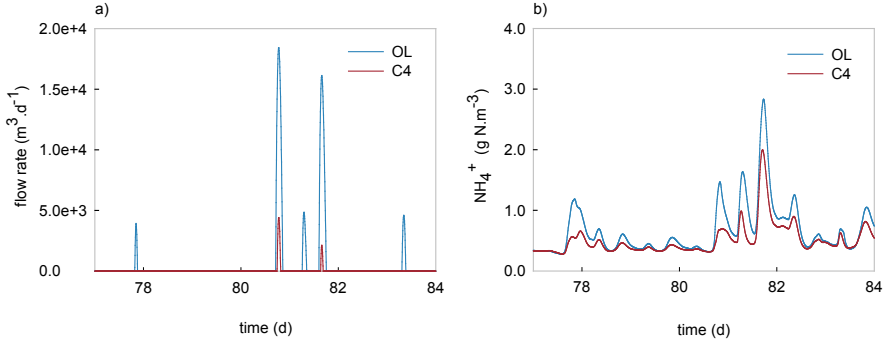 a)
2.0e+4
1.5e+4
1.0e+4
5.0e+3
0.0
flow rate (m³.d⁻¹)
OL
C4
78
80
82
84
time (d)
b)
4.0
3.0
2.0
1.0
0.0
NH₄⁺ (g N.m⁻³)
OL
C4
78
80
82
84
time (d)